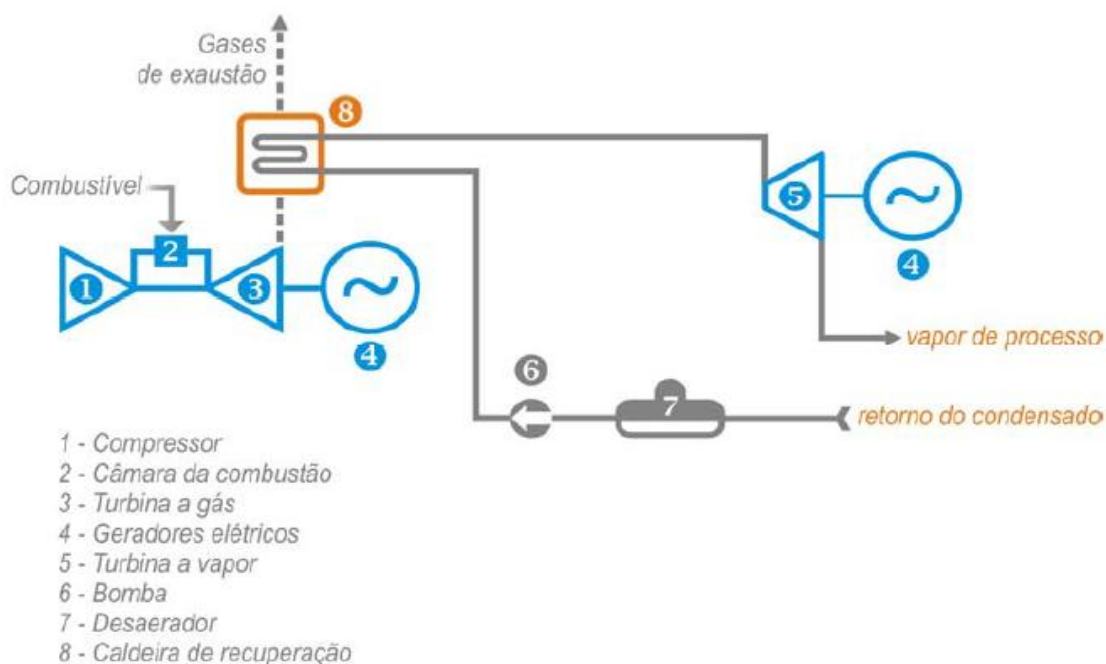 Gases
de exaustão
8
Combustível
5
2
1
3
4
4
vapor de processo
6
7
retorno do condensado
1 - Compressor
2 - Câmara da combustão
3 - Turbina a gás
4 - Geradores elétricos
5 - Turbina a vapor
6 - Bomba
7 - Desaerador
8 - Caldeira de recuperação